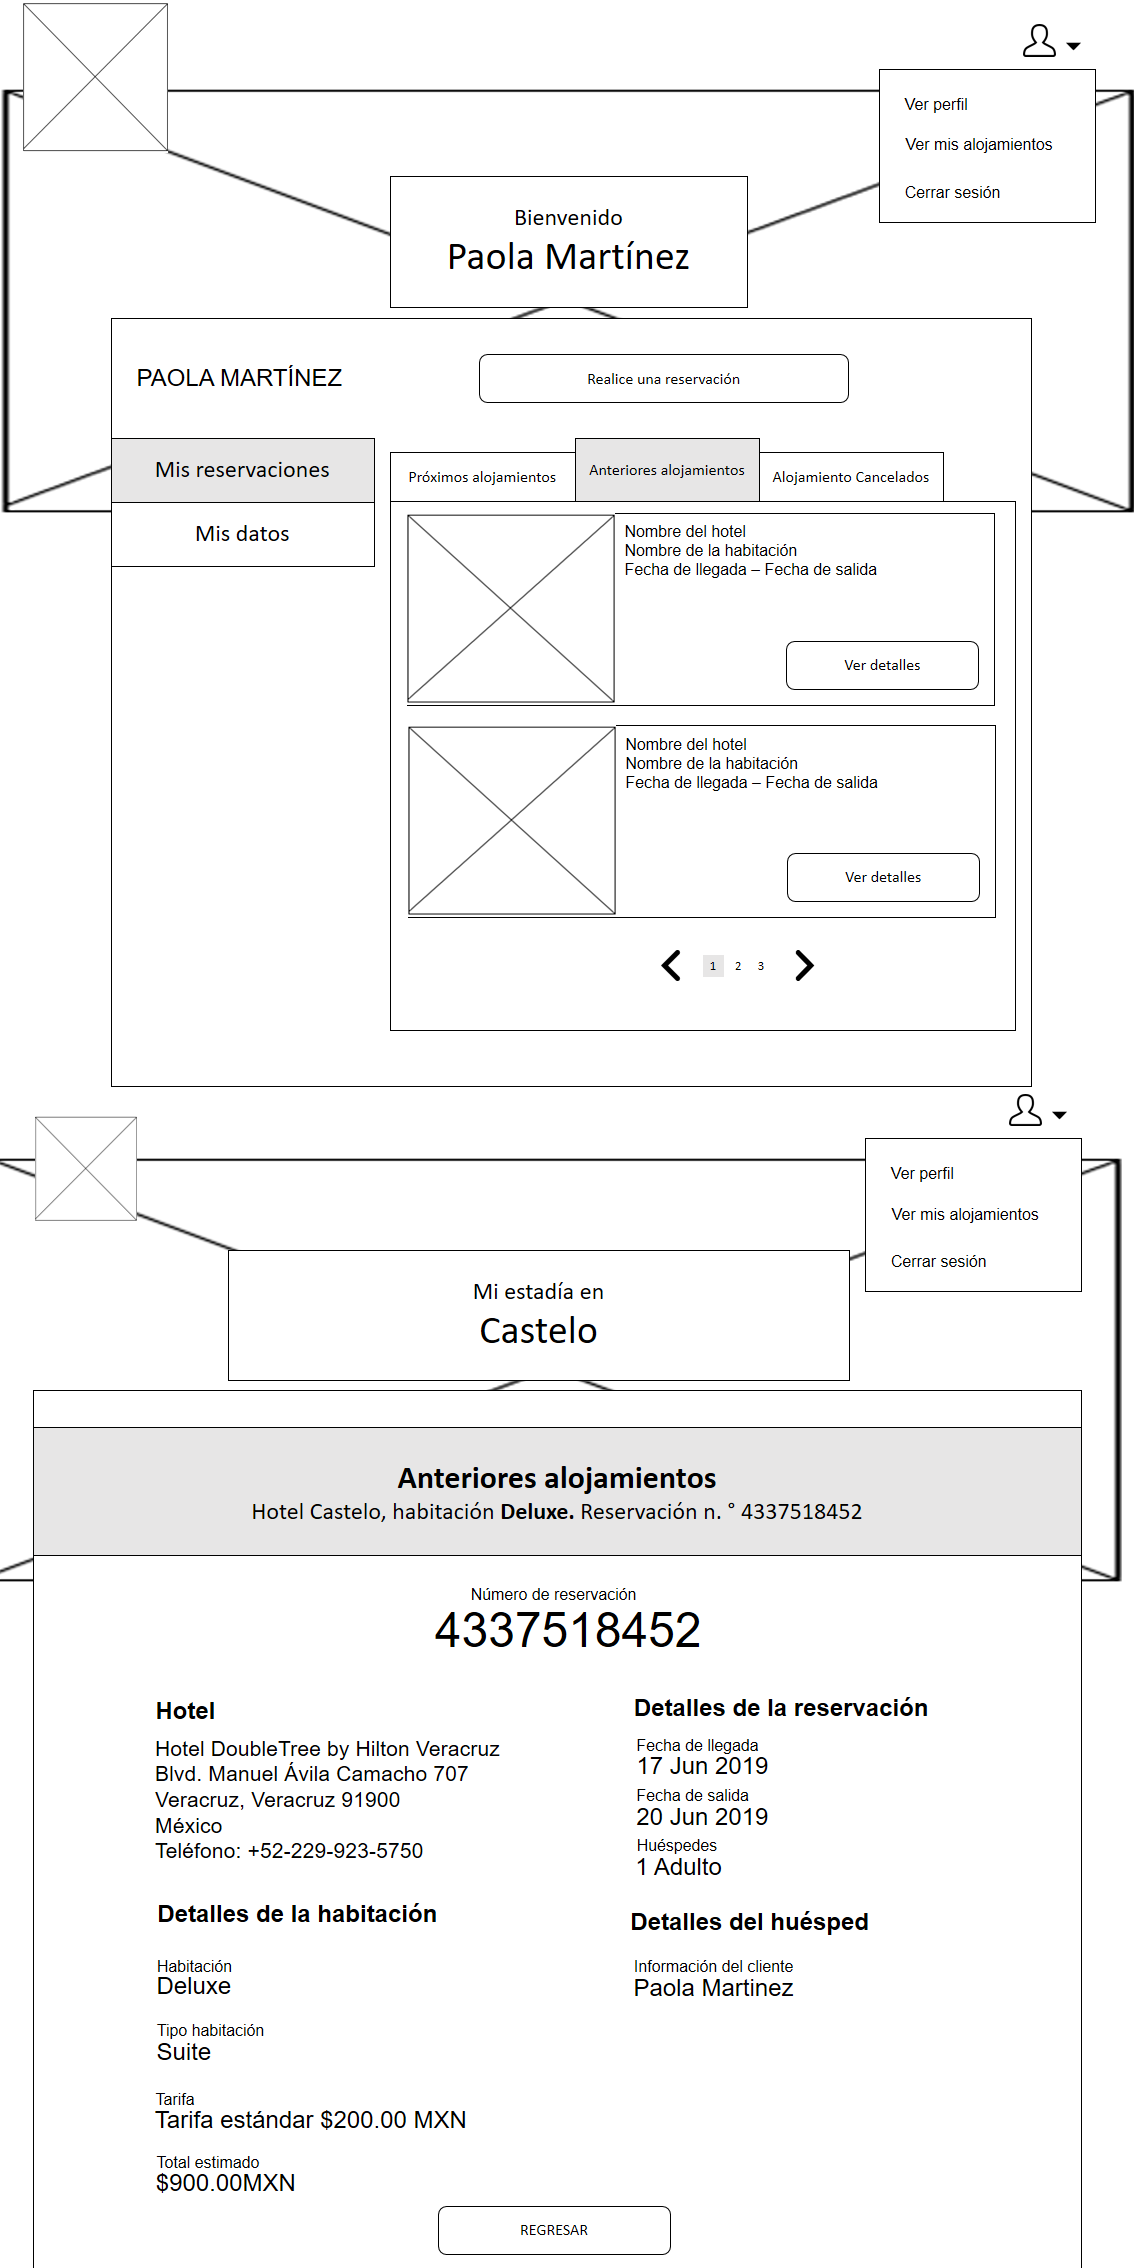 Ver perfil
Ver mis alojamientos
Cerrar sesión
Bienvenido
Paola Martínez
PAOLA MARTÍNEZ
Realice una reservación
Mis reservaciones
Mis datos
Próximos alojamientos
Anteriores alojamientos
Alojamiento Cancelados
Nombre del hotel
Nombre de la habitación
Fecha de llegada – Fecha de salida
Ver detalles
Nombre del hotel
Nombre de la habitación
Fecha de llegada – Fecha de salida
Ver detalles
1 2 3
Ver perfil
Ver mis alojamientos
Cerrar sesión
Mi estadía en
Castelo
Anteriores alojamientos
Hotel Castelo, habitación Deluxe. Reservación n. ° 4337518452
Número de reservación
4337518452
Hotel
Hotel DoubleTree by Hilton Veracruz
Blvd. Manuel Ávila Camacho 707
Veracruz, Veracruz 91900
México
Teléfono: +52-229-923-5750
Detalles de la reservación
Fecha de llegada
17 Jun 2019
Fecha de salida
20 Jun 2019
Huéspedes
1 Adulto
Detalles de la habitación
Habitación
Deluxe
Tipo habitación
Suite
Tarifa
Tarifa estándar $200.00 MXN
Total estimado
$900.00MXN
Detalles del huésped
Información del cliente
Paola Martinez
REGRESAR